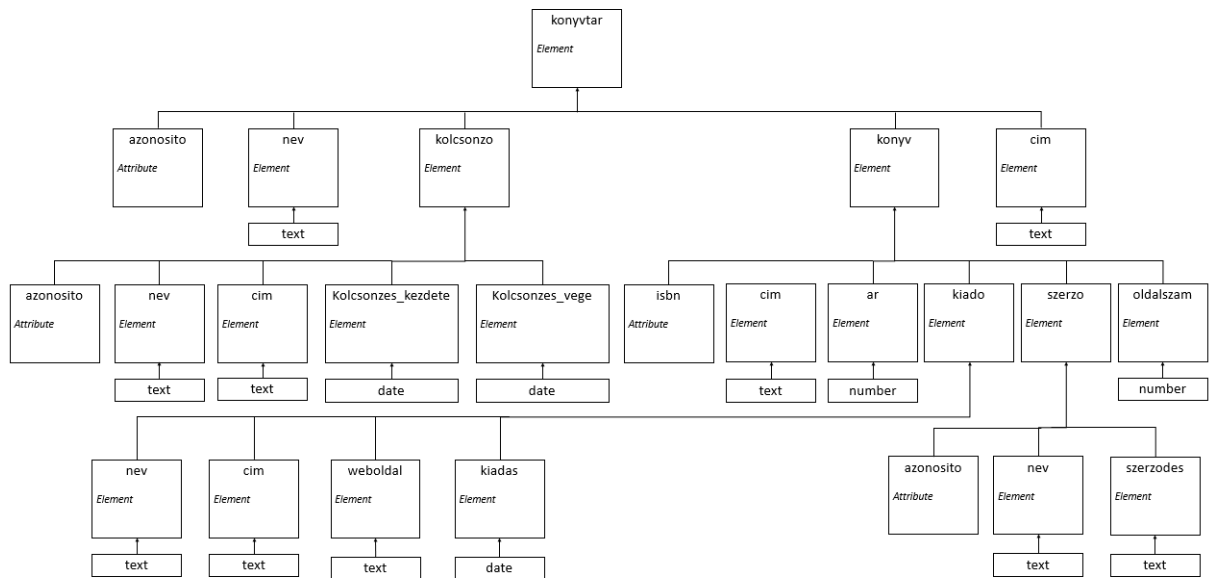 konyvtar
Element
azonosito
Attribute
nev
Element
text
kolcsonzo
Element
konyv
Element
cim
Element
text
azonosito
Attribute
nev
Element
text
cim
Element
text
Kolcsonzes_kezdete
Element
date
Kolcsonzes_vege
Element
date
isbn
Attribute
cim
Element
text
ar
Element
number
kiado
Element
szerzo
Element
oldalszam
Element
number
nev
Element
text
cim
Element
text
weboldal
Element
text
kiadas
Element
date
azonosito
Attribute
nev
Element
text
szerzodes
Element
text